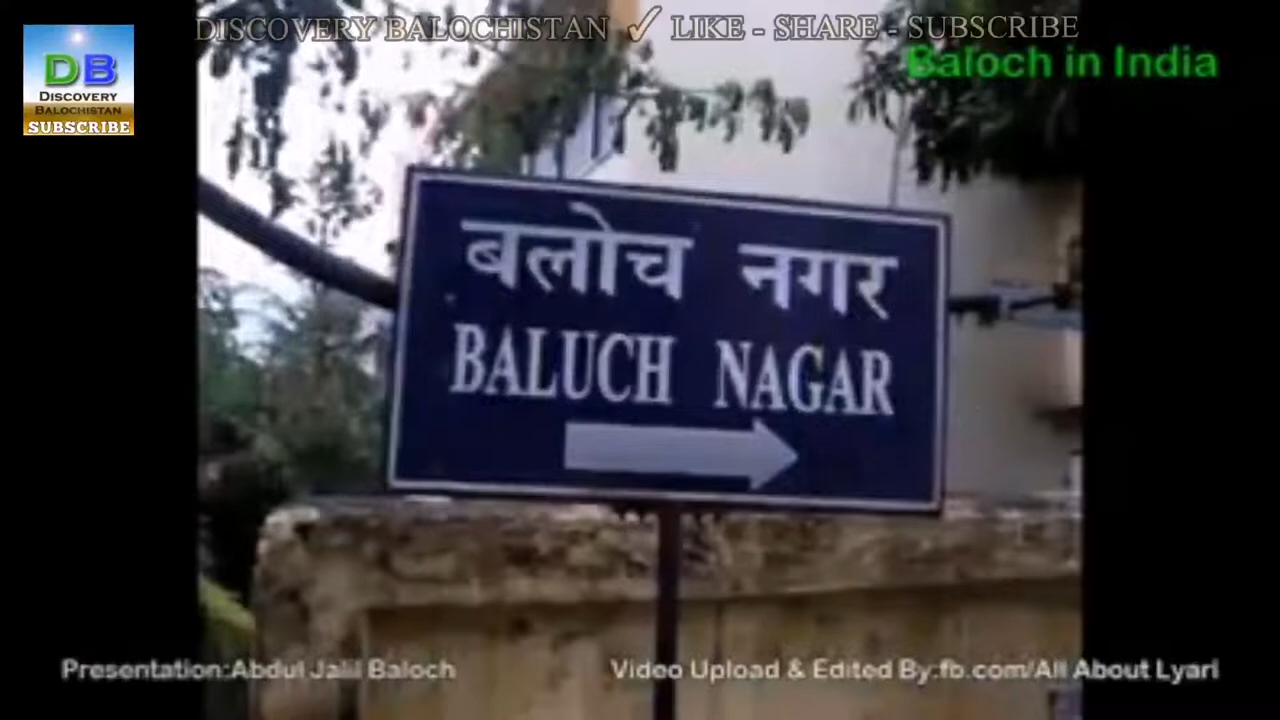 DISCOVERY BALOCHISTAN ✓ LIKE - SHARE - SUBSCRIBE
DB
DISCOVERY
BALOCHISTAN
SUBSCRIBE
Baloch in India
बलोच नगर
BALUCH NAGAR
Presentation:Abdul Jalil Baloch
Video Upload & Edited By:fb.com/All About Lyari